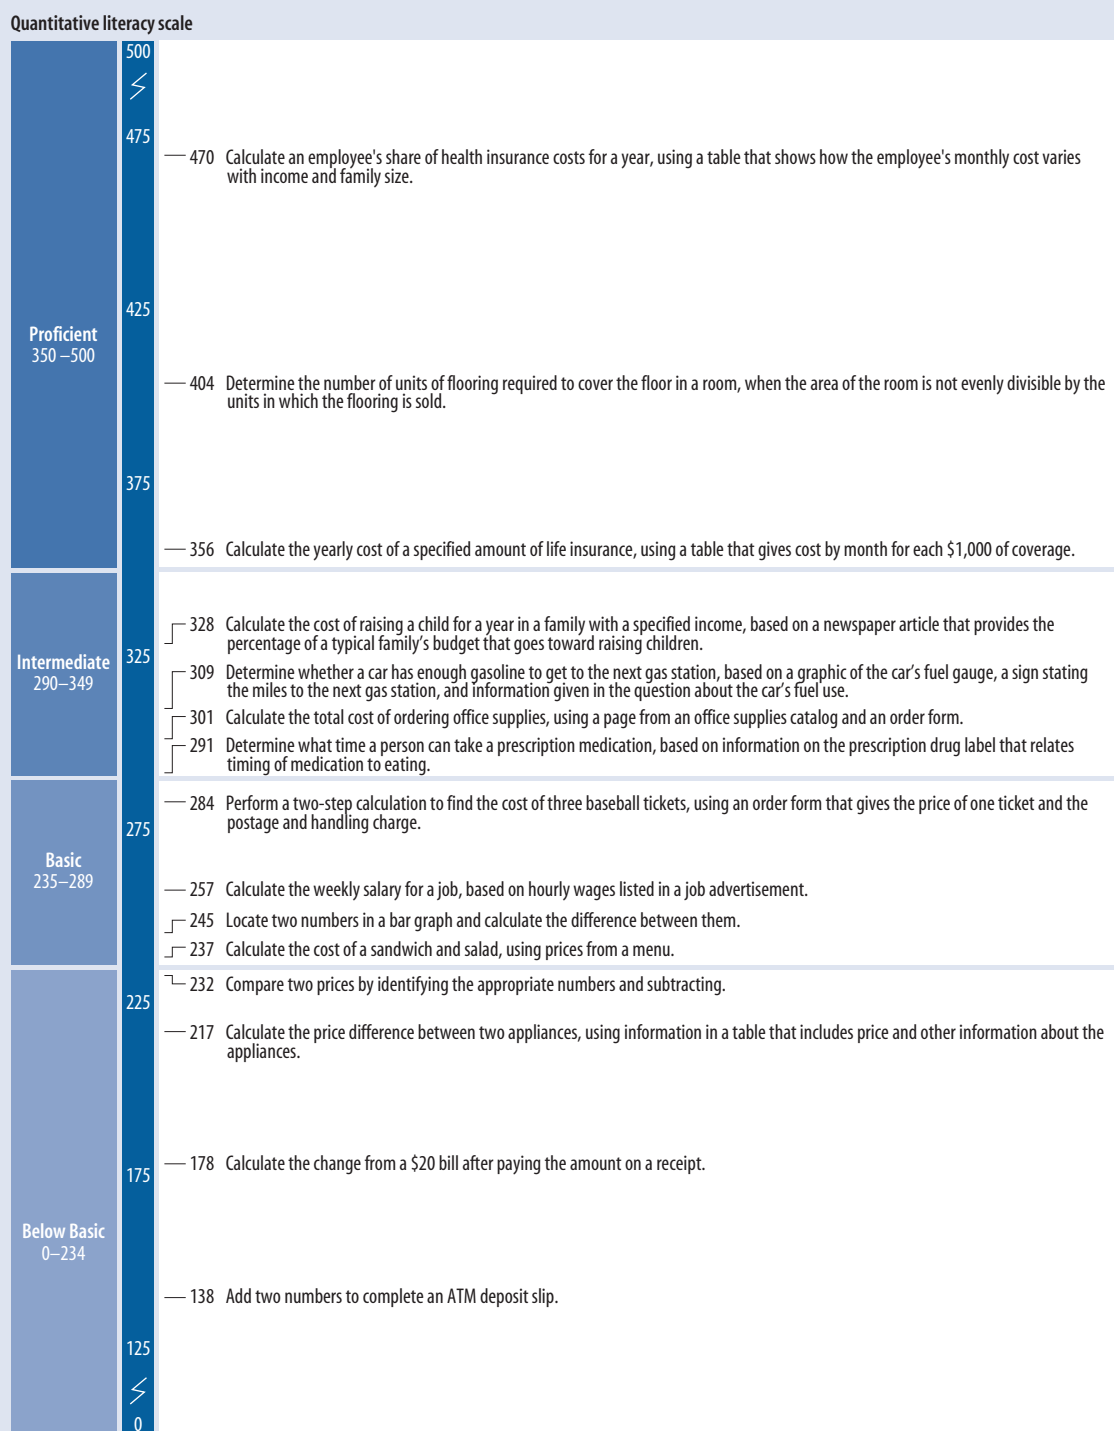 Quantitative literacy scale
500
475
470 Calculate an employee's share of health insurance costs for a year, using a table that shows how the employee's monthly cost varies
with income and family size.
425
Proficient
350 –500
404 Determine the number of units of flooring required to cover the floor in a room, when the area of the room is not evenly divisible by the
units in which the flooring is sold.
375
356 Calculate the yearly cost of a specified amount of life insurance, using a table that gives cost by month for each $1,000 of coverage.
328 Calculate the cost of raising a child for a year in a family with a specified income, based on a newspaper article that provides the
percentage of a typical family’s budget that goes toward raising children.
Intermediate
290–349
325
309 Determine whether a car has enough gasoline to get to the next gas station, based on a graphic of the car’s fuel gauge, a sign stating
the miles to the next gas station, and information given in the question about the car’s fuel use.
301 Calculate the total cost of ordering office supplies, using a page from an office supplies catalog and an order form.
291 Determine what time a person can take a prescription medication, based on information on the prescription drug label that relates
timing of medication to eating.
284 Perform a two-step calculation to find the cost of three baseball tickets, using an order form that gives the price of one ticket and the
postage and handling charge.
275
Basic
235–289
257 Calculate the weekly salary for a job, based on hourly wages listed in a job advertisement.
245 Locate two numbers in a bar graph and calculate the difference between them.
237 Calculate the cost of a sandwich and salad, using prices from a menu.
232 Compare two prices by identifying the appropriate numbers and subtracting.
225
217 Calculate the price difference between two appliances, using information in a table that includes price and other information about the
appliances.
178 Calculate the change from a $20 bill after paying the amount on a receipt.
175
Below Basic
0–234
138 Add two numbers to complete an ATM deposit slip.
125
0